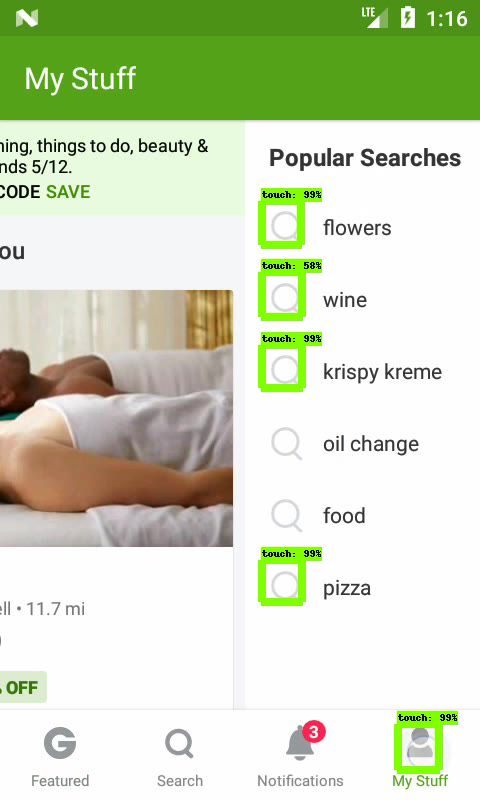 LTE 1:16
My Stuff
ning, things to do, beauty &
nds 5/12.
CODE SAVE
ou
Popular Searches
touch: 99%
flowers
touch: 58%
wine
touch: 99%
krispy kreme
oil change
food
touch: 99%
pizza
ell • 11.7 mi
% OFF
touch: 99%
3
Featured
Search
Notifications
My Stuff